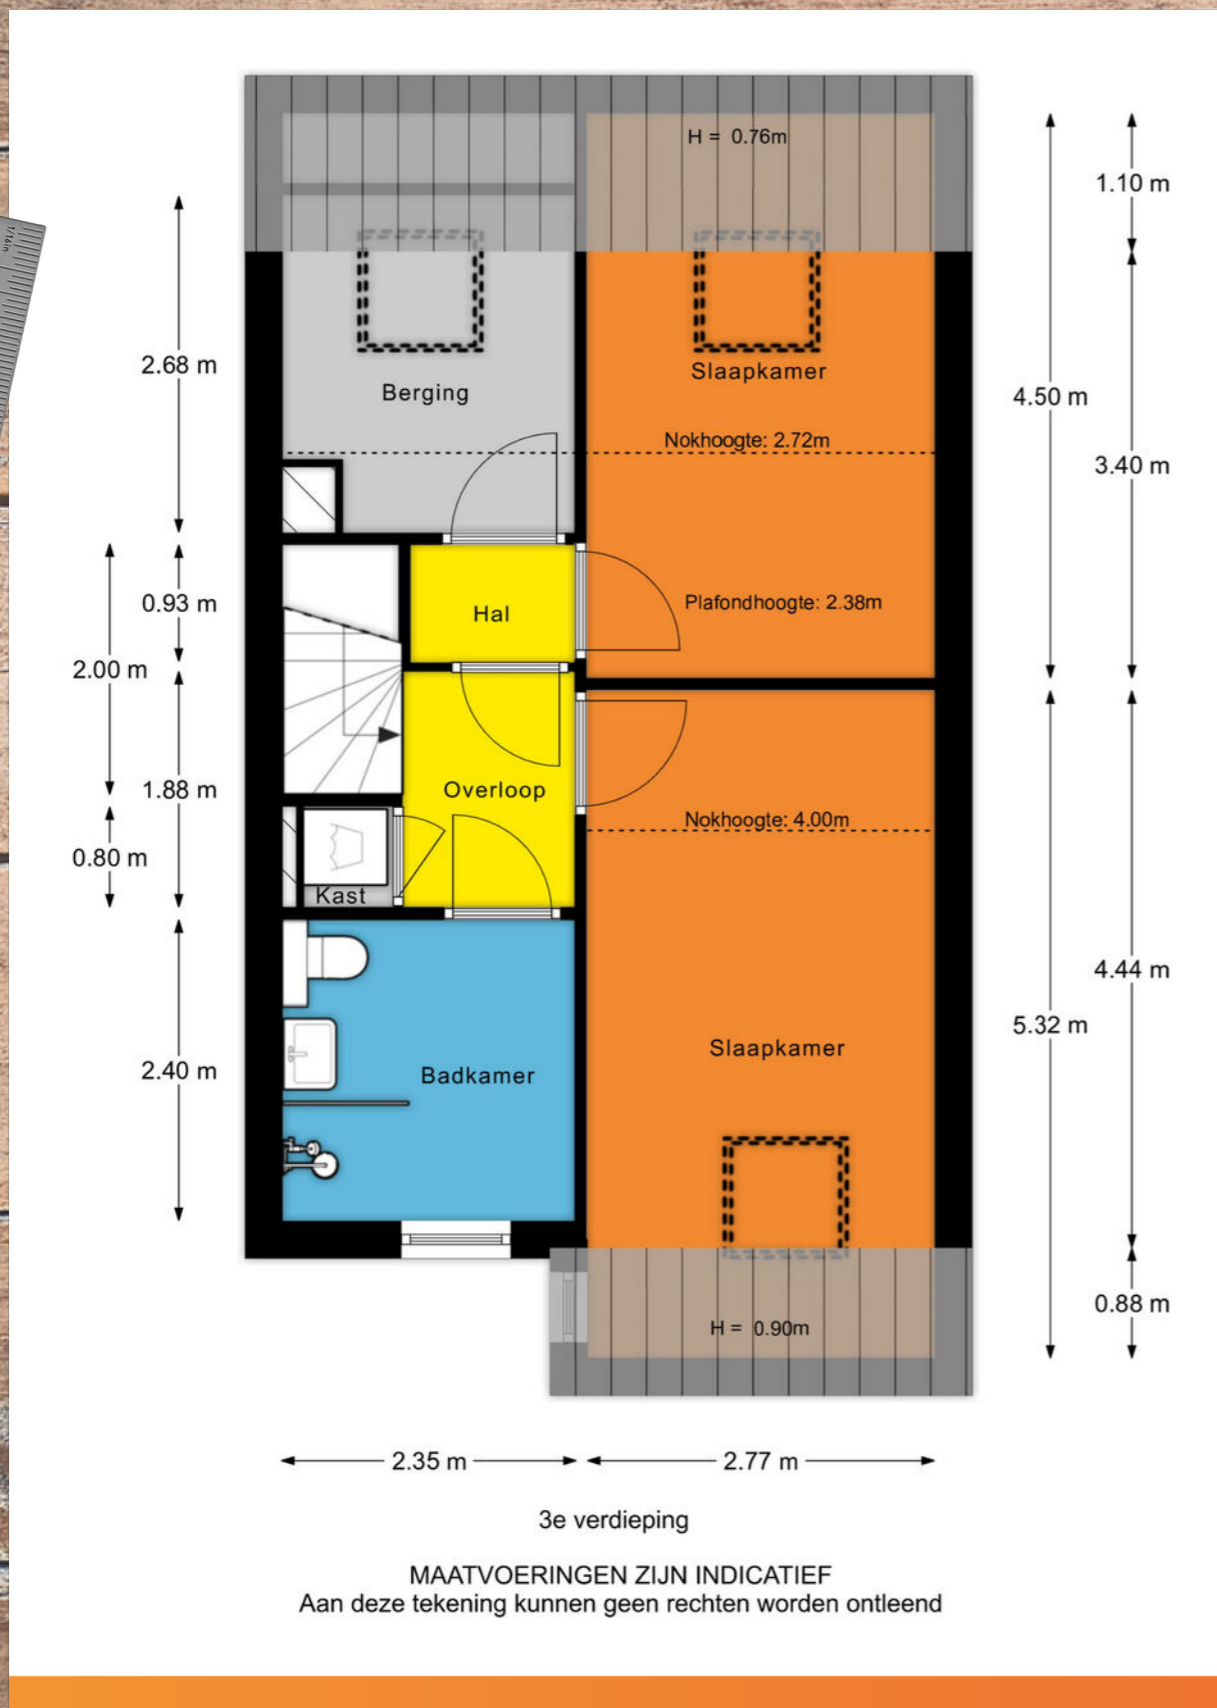 H = 0.76m
1.10 m
1/16in
2.68 m
Berging
Slaapkamer
4.50 m
Nokhoogte: 2.72m
3.40 m
0.93 m
Hal
Plafondhoogte: 2.38m
2.00 m
1.88 m
Overloop
Nokhoogte: 4.00m
0.80 m
Kast
4.44 m
5.32 m
Slaapkamer
2.40 m
Badkamer
0.88 m
H = 0.90m
2.35 m
2.77 m
3e verdieping
MAATVOERINGEN ZIJN INDICATIEF
Aan deze tekening kunnen geen rechten worden ontleend